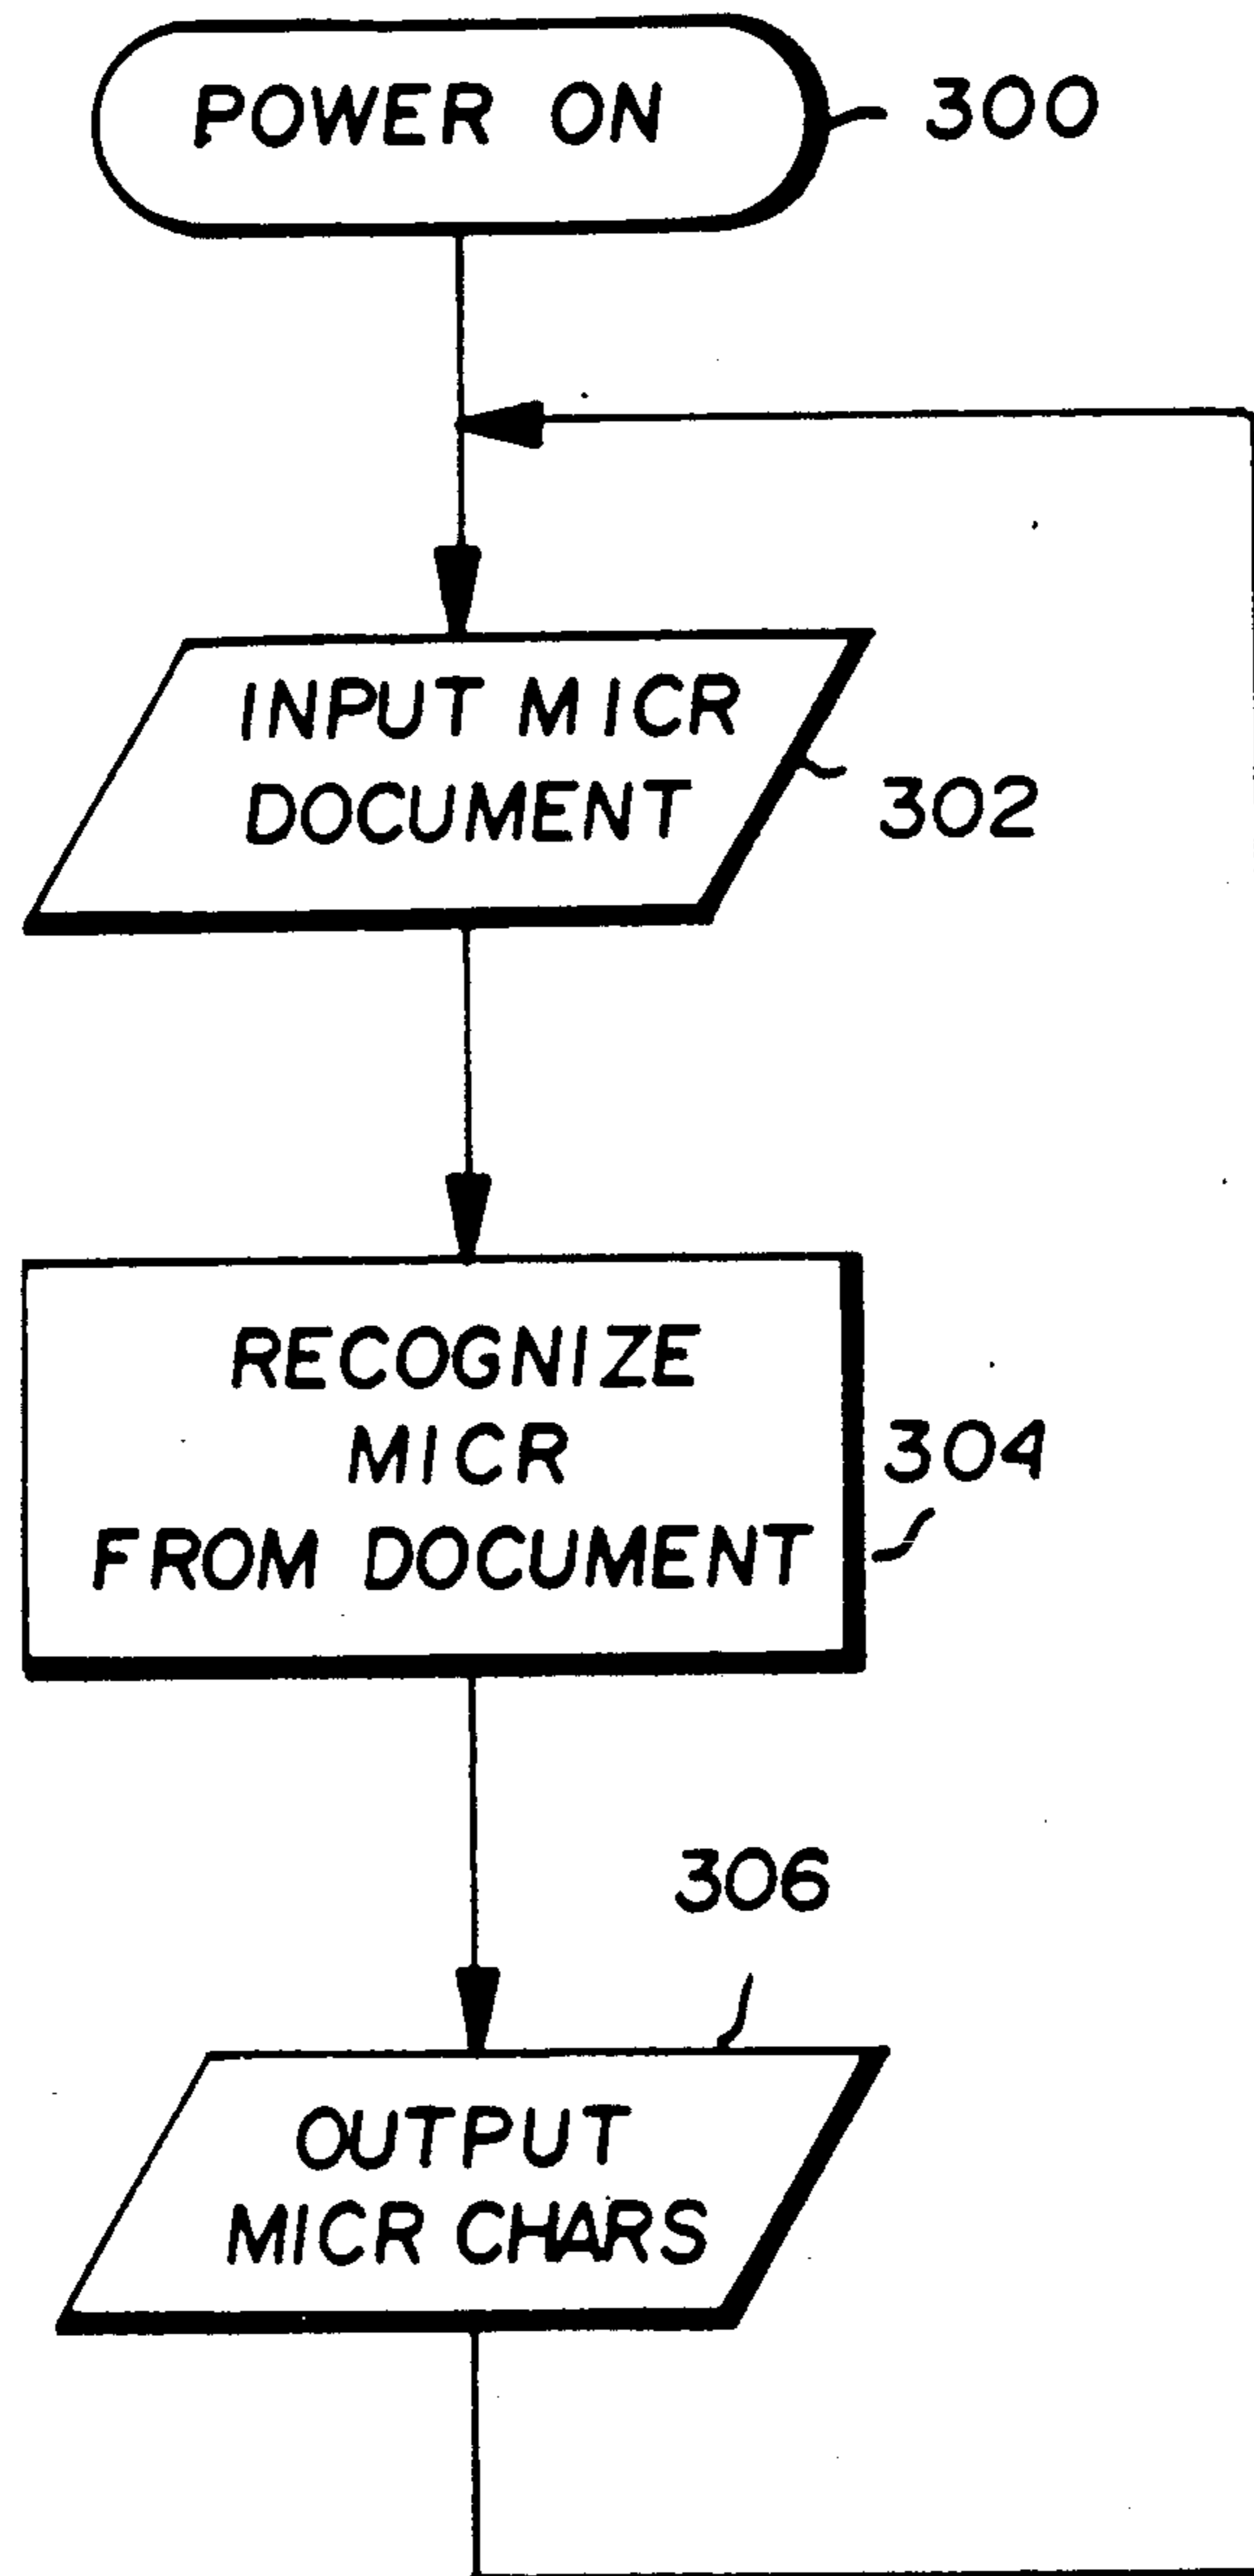 POWER ON
300
INPUT MICR
DOCUMENT
302
RECOGNIZE
MICR
FROM DOCUMENT
304
306
OUTPUT
MICR CHARS